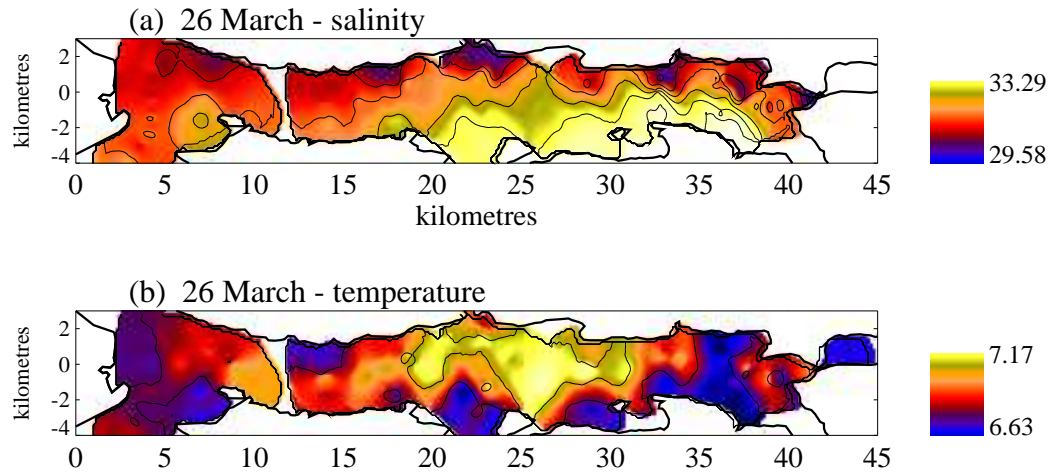 (a) 26 March - salinity
kilometres
2
0
-2
-4
0 5 10 15 20 25 30 35 40 45
kilometres
33.29
29.58
(b) 26 March - temperature
kilometres
2
0
-2
-4
0 5 10 15 20 25 30 35 40 45
7.17
6.63